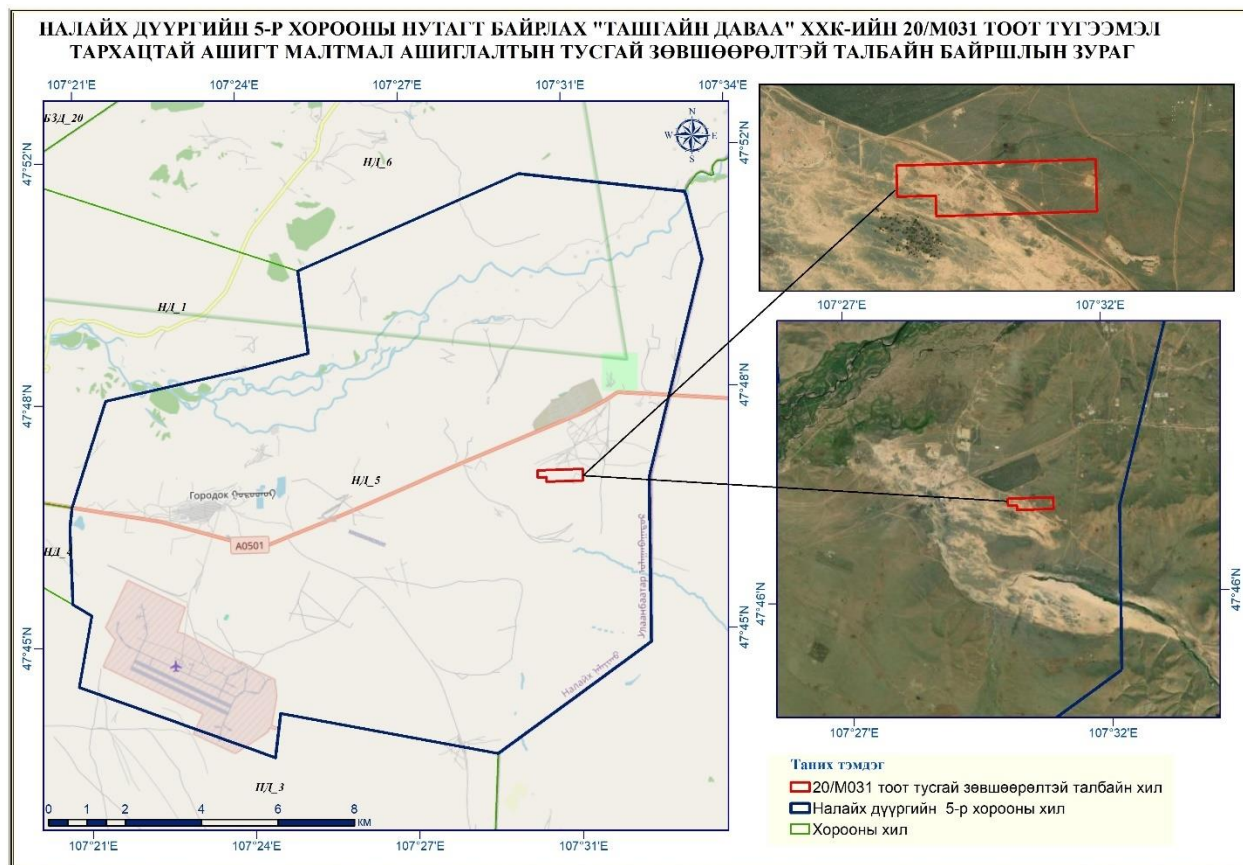 НАЛАЙХ ДҮҮРГИЙН 5-Р ХОРООНЫ НУТАГТ БАЙРЛАХ "ТАШГАЙН ДАВАА" ХХК-ИЙН 20/М031 ТООТ ТҮГЭЭМЭЛ
ТАРХАЦТАЙ АШИГТ МАЛТМАЛ АШИГЛАЛТЫН ТУСГАЙ ЗӨВШӨӨРӨЛТЭЙ ТАЛБАЙН БАЙРШЛЫН ЗУРАГ
107°21'E 107°24'E 107°27'E 107°31'E 107°34'E
БЗД_20
N
W E
S
47°52'N 47°52'N
НД_6
НД_1
47°48'N 47°48'N
Городок
НД_5
A0501
НД_4
Улаанбаатар
47°45'N 47°45'N
Налайх
ПД_3
0 1 2 4 6 8
КМ
107°21'E 107°24'E 107°27'E 107°31'E
107°27'E 107°32'E
47°46'N 47°46'N
107°27'E 107°32'E
Таних тэмдэг
20/М031 тоот тусгай зөвшөөрөлтэй талбайн хил
Налайх дүүргийн 5-р хорооны хил
Хорооны хил